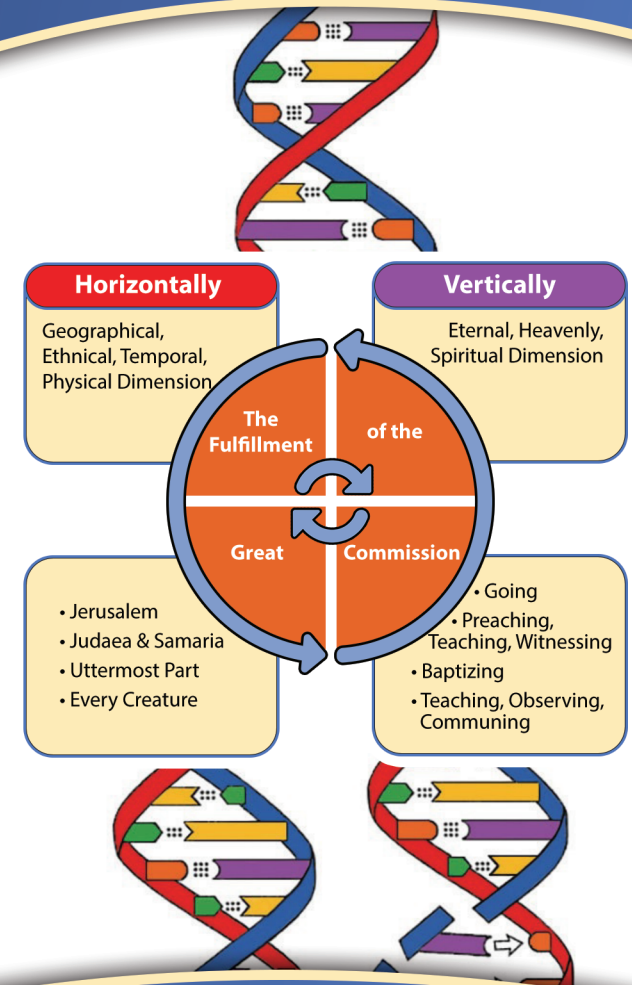 Horizontally
Geographical,
Ethnical, Temporal,
Physical Dimension
Vertically
Eternal, Heavenly,
Spiritual Dimension
The
Fulfillment
of the
Great
Commission
• Jerusalem
• Judaea & Samaria
• Uttermost Part
• Every Creature
• Going
• Preaching,
Teaching, Witnessing
• Baptizing
• Teaching, Observing,
Communing